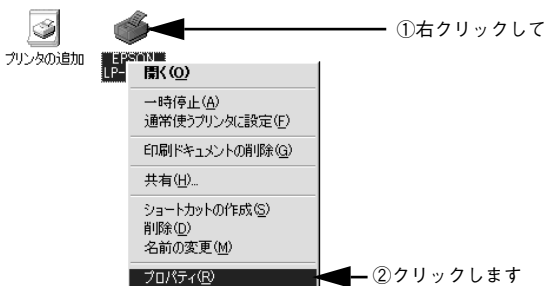 ①右クリックして
プリンタの追加
EPSON
LP-
開く(O)
一時停止(A)
通常使うプリンタに設定(F)
印刷ドキュメントの削除(G)
共有(H)...
ショートカットの作成(S)
削除(D)
名前の変更(M)
プロパティ(R)
②クリックします